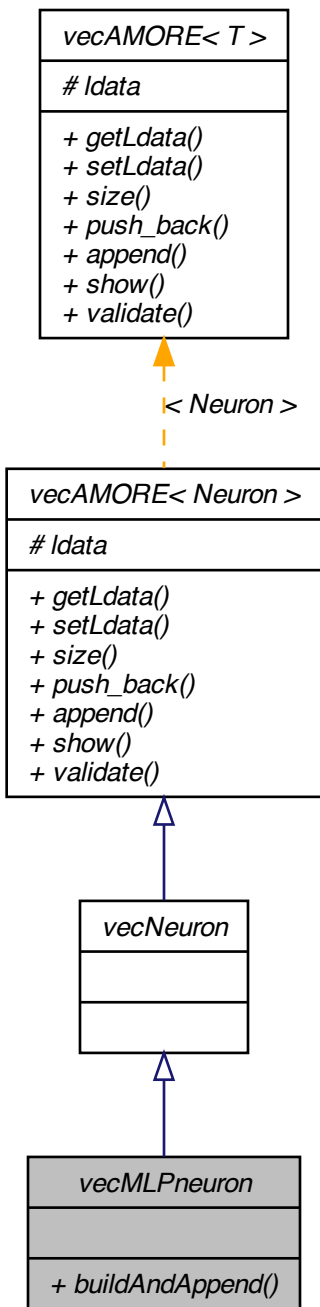 vecAMORE< T >
# ldata
+ getLdata()
+ setLdata()
+ size()
+ push_back()
+ append()
+ show()
+ validate()
< Neuron >
vecAMORE< Neuron >
# ldata
+ getLdata()
+ setLdata()
+ size()
+ push_back()
+ append()
+ show()
+ validate()
vecNeuron
vecMLPneuron
+ buildAndAppend()